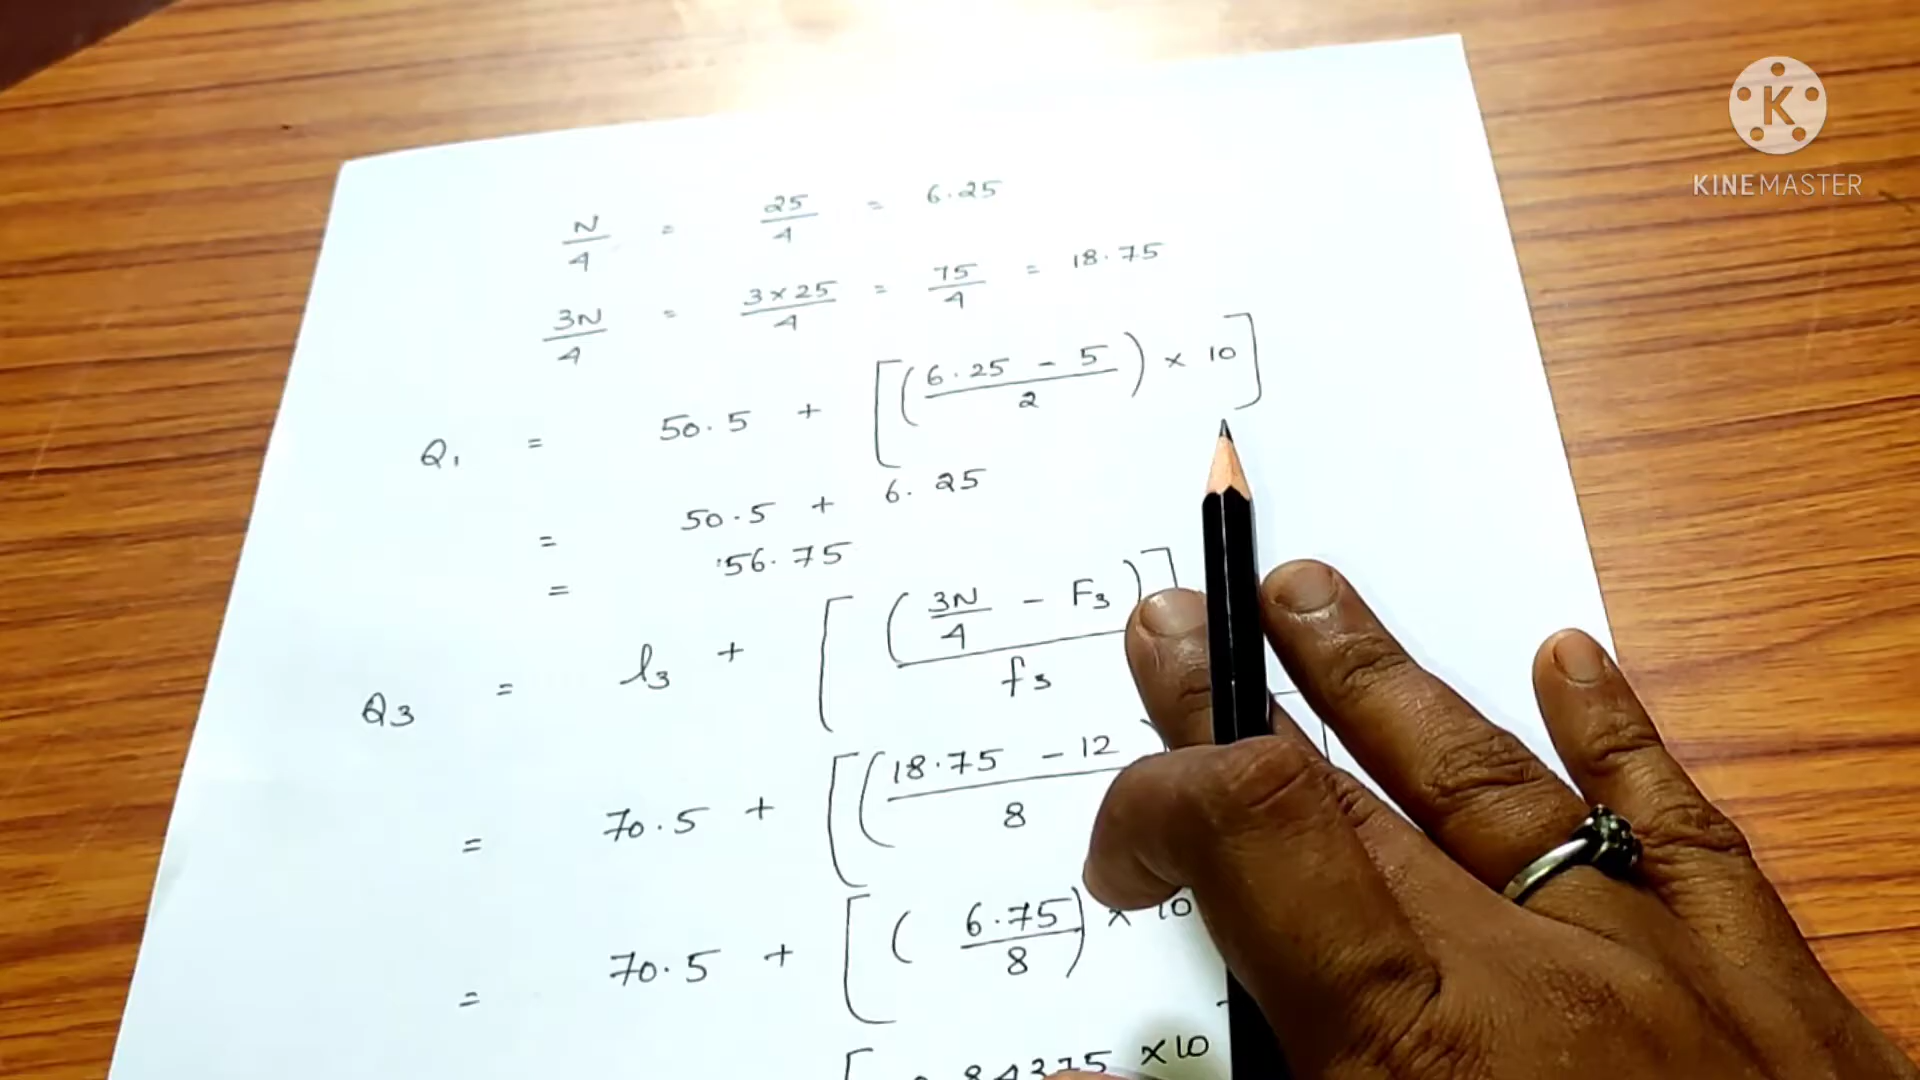 N/4 = 25/4 = 6.25
3N/4 = 3×25/4 = 75/4 = 18.75
Q₁ = 50.5 + [(6.25 - 5/2) × 10]
= 50.5 + 6.25
= 56.75
Q₃ = l₃ + [(3N/4 - F₃)/f₃]
= 70.5 + [(18.75 - 12/8
= 70.5 + [(6.75/8) × 10
[ .84375 ×10
K
KINEMASTER